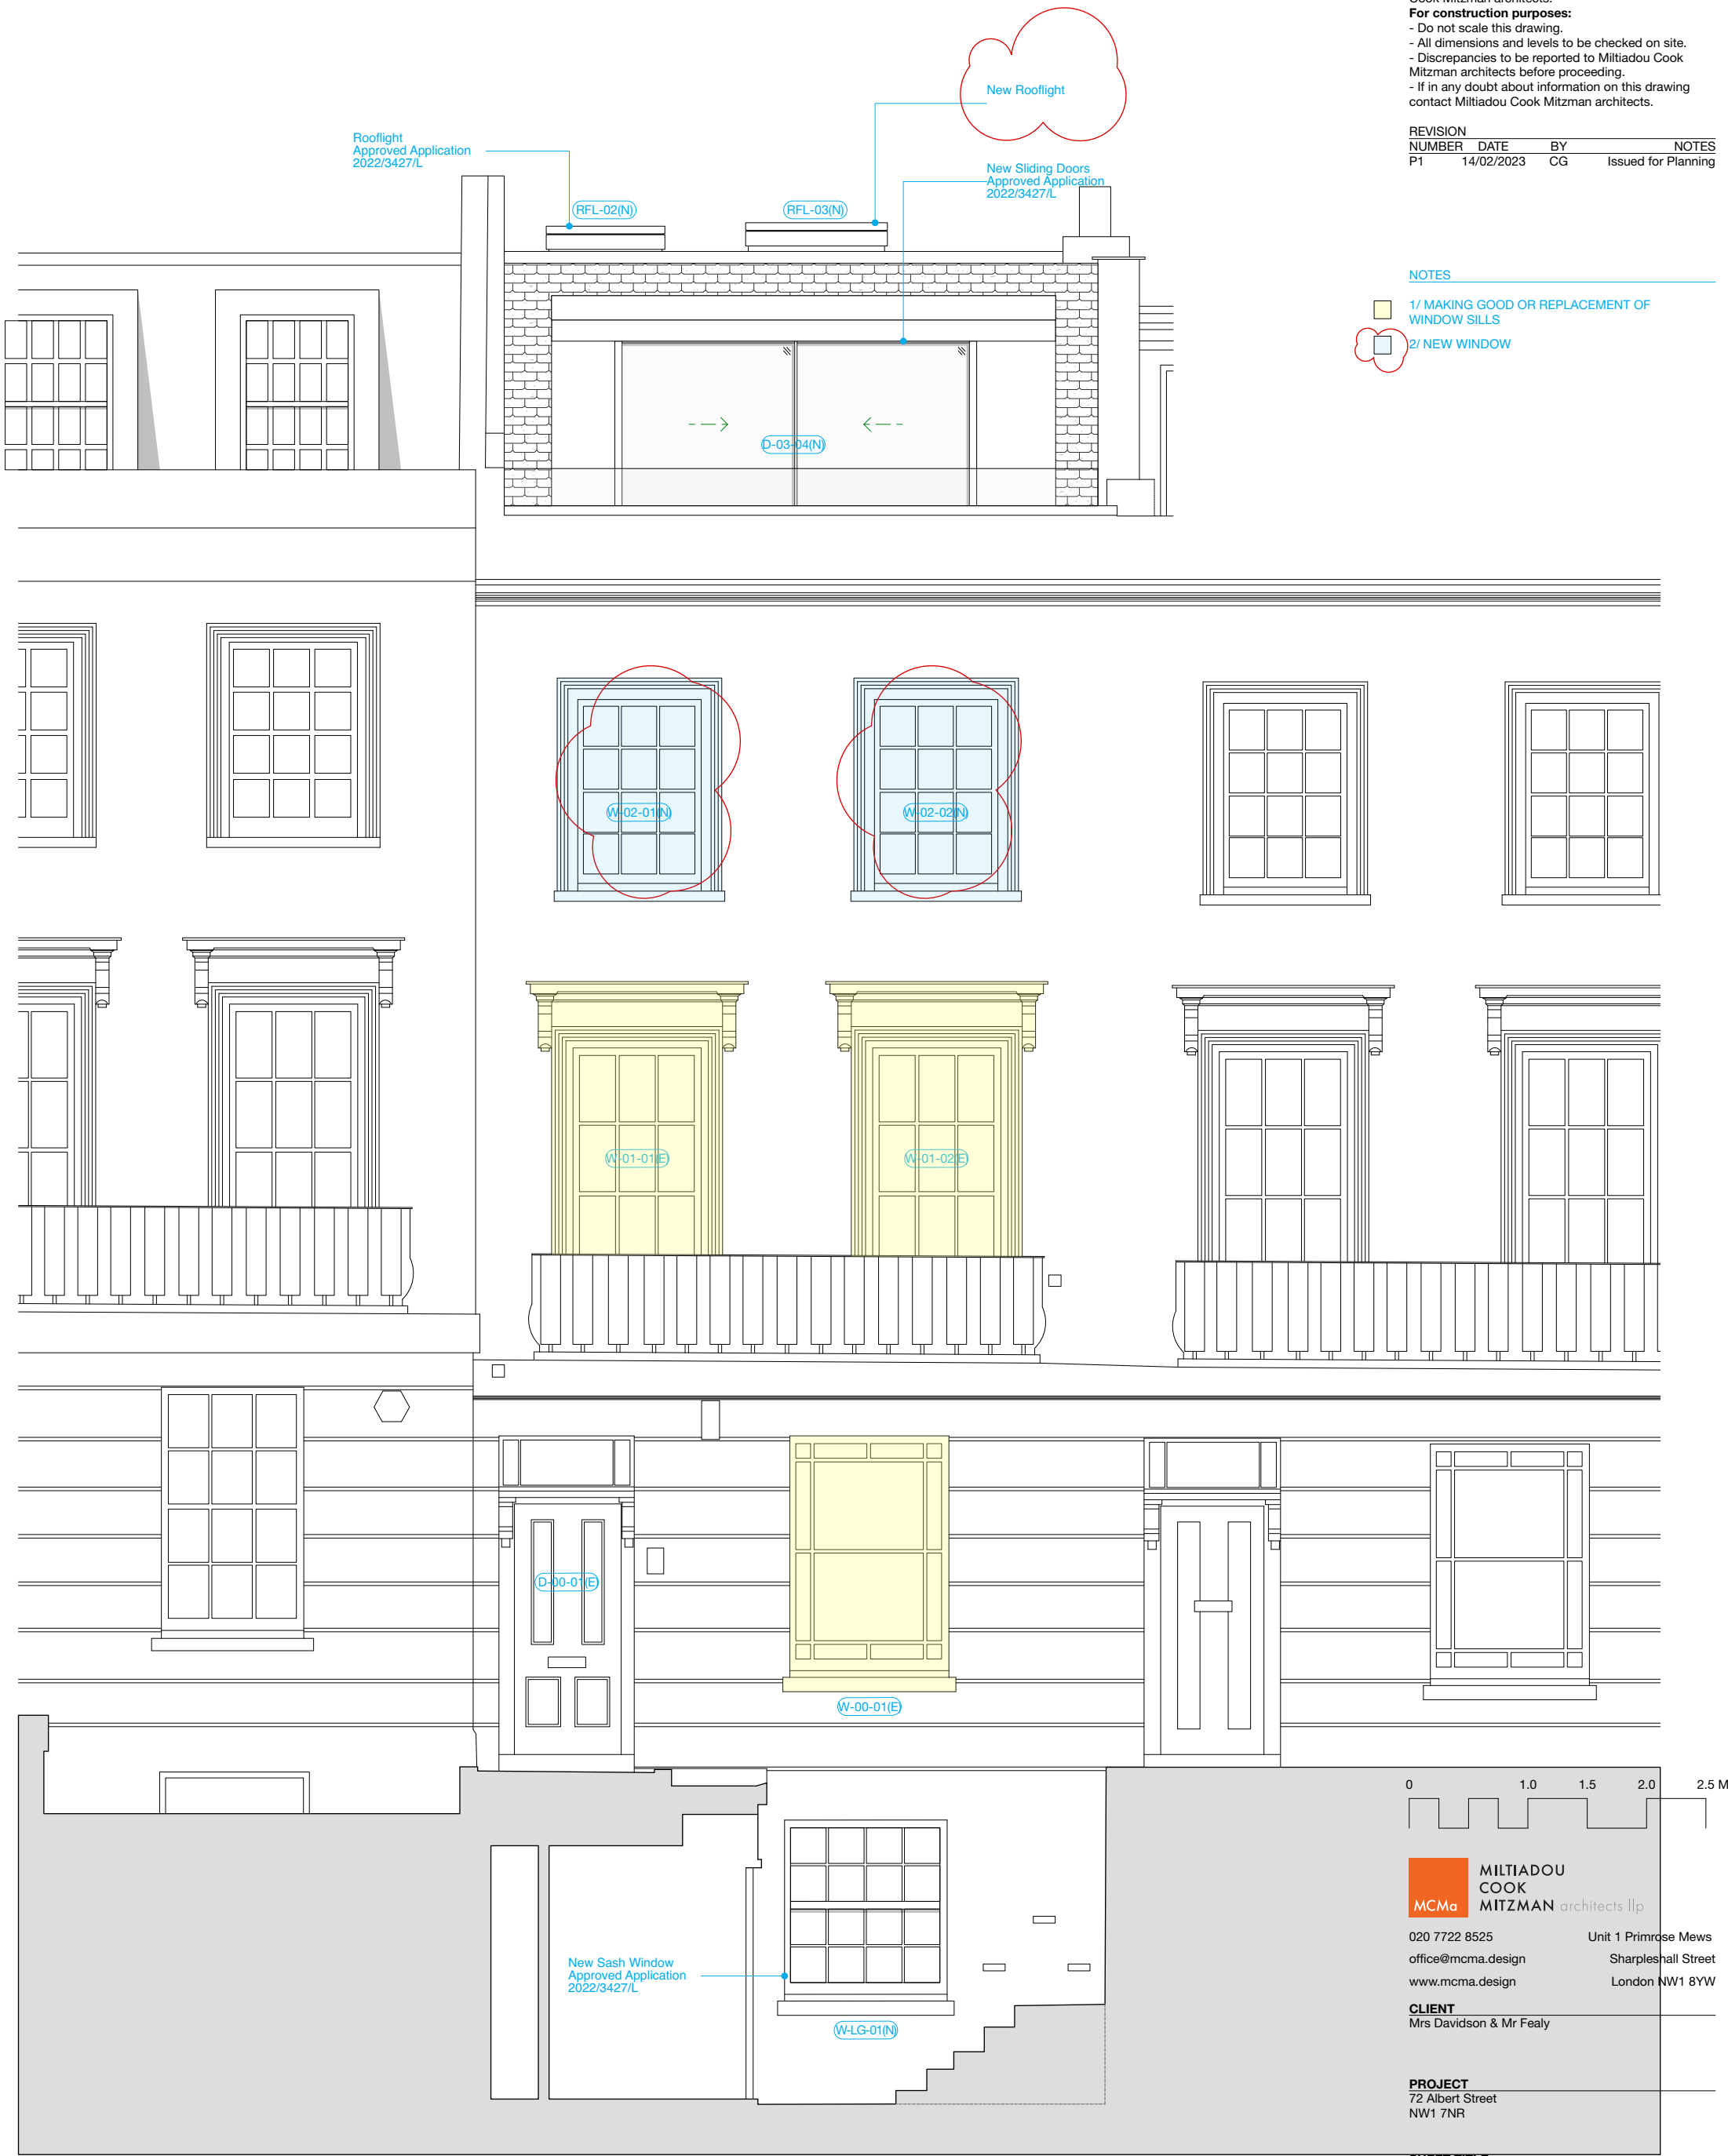 Cook Mitzman architects.
For construction purposes:
- Do not scale this drawing.
- All dimensions and levels to be checked on site.
- Discrepancies to be reported to Miltiadou Cook
Mitzman architects before proceeding.
- If in any doubt about information on this drawing
contact Miltiadou Cook Mitzman architects.
REVISION
NUMBER DATE BY NOTES
P1 14/02/2023 CG Issued for Planning
New Rooflight
Rooflight
Approved Application
2022/3427/L
New Sliding Doors
Approved Application
2022/3427/L
RFL-02(N)
RFL-03(N)
NOTES
1/ MAKING GOOD OR REPLACEMENT OF
WINDOW SILLS
2/ NEW WINDOW
D-03-04(N)
W-02-01(N)
W-02-02(N)
W-01-01(E)
W-01-02(E)
D-00-01(E)
W-00-01(E)
New Sash Window
Approved Application
2022/3427/L
W-LG-01(N)
0 1.0 1.5 2.0 2.5 M
MCMa
MILTIADOU
COOK
MITZMAN architects llp
020 7722 8525 Unit 1 Primrose Mews
office@mcma.design Sharpleshall Street
www.mcma.design London NW1 8YW
CLIENT
Mrs Davidson & Mr Fealy
PROJECT
72 Albert Street
NW1 7NR